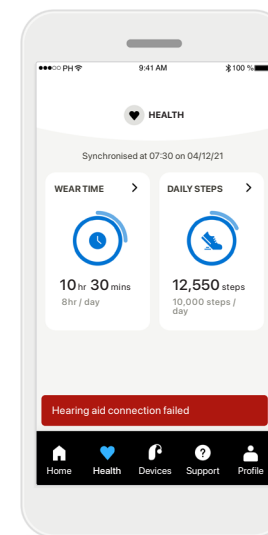 PH 9:41 AM 100 %
HEALTH
Synchronised at 07:30 on 04/12/21
WEAR TIME
10 hr 30 mins
8hr / day
DAILY STEPS
12,550 steps
10,000 steps /
day
Hearing aid connection failed
Home Health Devices Support Profile